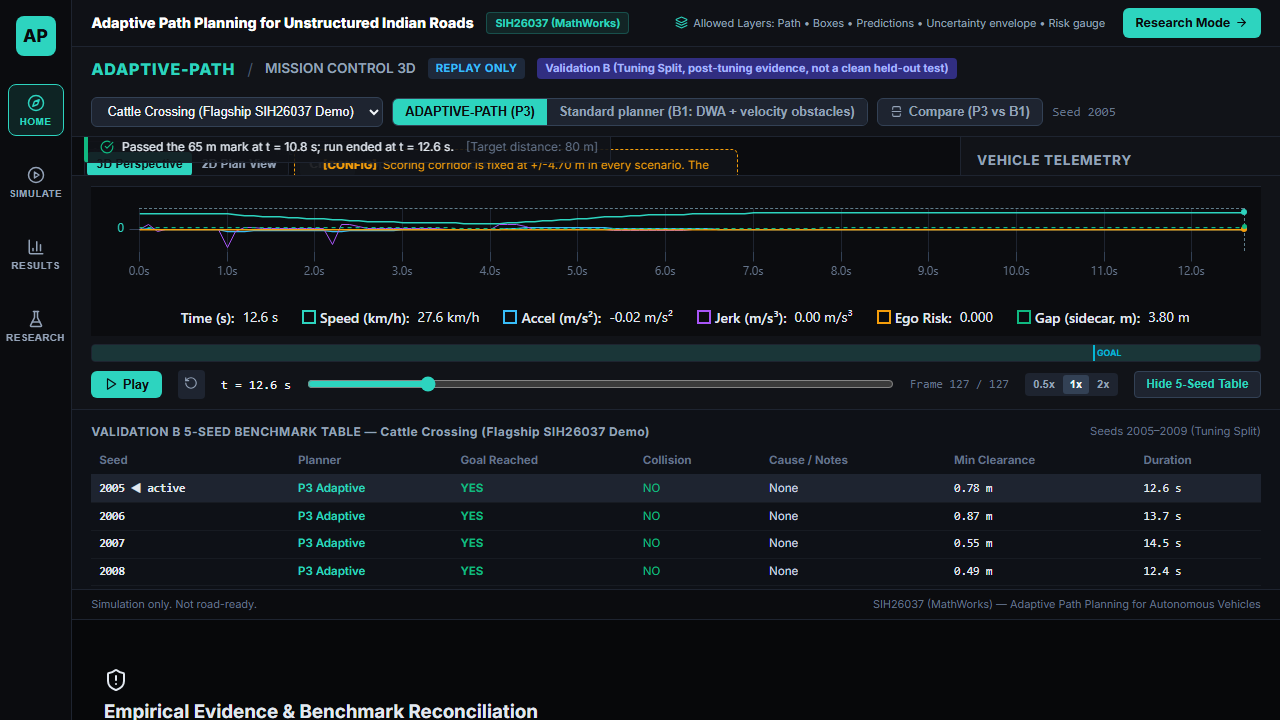 AP
HOME
SIMULATE
RESULTS
RESEARCH
Adaptive Path Planning for Unstructured Indian Roads
SIH26037 (MathWorks)
Allowed Layers: Path • Boxes • Predictions • Uncertainty envelope • Risk gauge
Research Mode →
ADAPTIVE-PATH / MISSION CONTROL 3D
REPLAY ONLY
Validation B (Tuning Split, post-tuning evidence, not a clean held-out test)
Cattle Crossing (Flagship SIH26037 Demo)
ADAPTIVE-PATH (P3)
Standard planner (B1: DWA + velocity obstacles)
Compare (P3 vs B1)
Seed 2005
Passed the 65 m mark at t = 10.8 s; run ended at t = 12.6 s. [Target distance: 80 m]
3D Perspective
2D Plan View
[CONFIG] Scoring corridor is fixed at +/-4.70 m in every scenario. The
VEHICLE TELEMETRY
0
0.0s 1.0s 2.0s 3.0s 4.0s 5.0s 6.0s 7.0s 8.0s 9.0s 10.0s 11.0s 12.0s
Time (s): 12.6 s Speed (km/h): 27.6 km/h Accel (m/s²): -0.02 m/s² Jerk (m/s³): 0.00 m/s³ Ego Risk: 0.000 Gap (sidecar, m): 3.80 m
GOAL
Play
t = 12.6 s
Frame 127 / 127
0.5x 1x 2x
Hide 5-Seed Table
VALIDATION B 5-SEED BENCHMARK TABLE — Cattle Crossing (Flagship SIH26037 Demo)
Seeds 2005–2009 (Tuning Split)
Seed Planner Goal Reached Collision Cause / Notes Min Clearance Duration
2005 ◀ active P3 Adaptive YES NO None 0.78 m 12.6 s
2006 P3 Adaptive YES NO None 0.87 m 13.7 s
2007 P3 Adaptive YES NO None 0.55 m 14.5 s
2008 P3 Adaptive YES NO None 0.49 m 12.4 s
Simulation only. Not road-ready.
SIH26037 (MathWorks) — Adaptive Path Planning for Autonomous Vehicles
Empirical Evidence & Benchmark Reconciliation